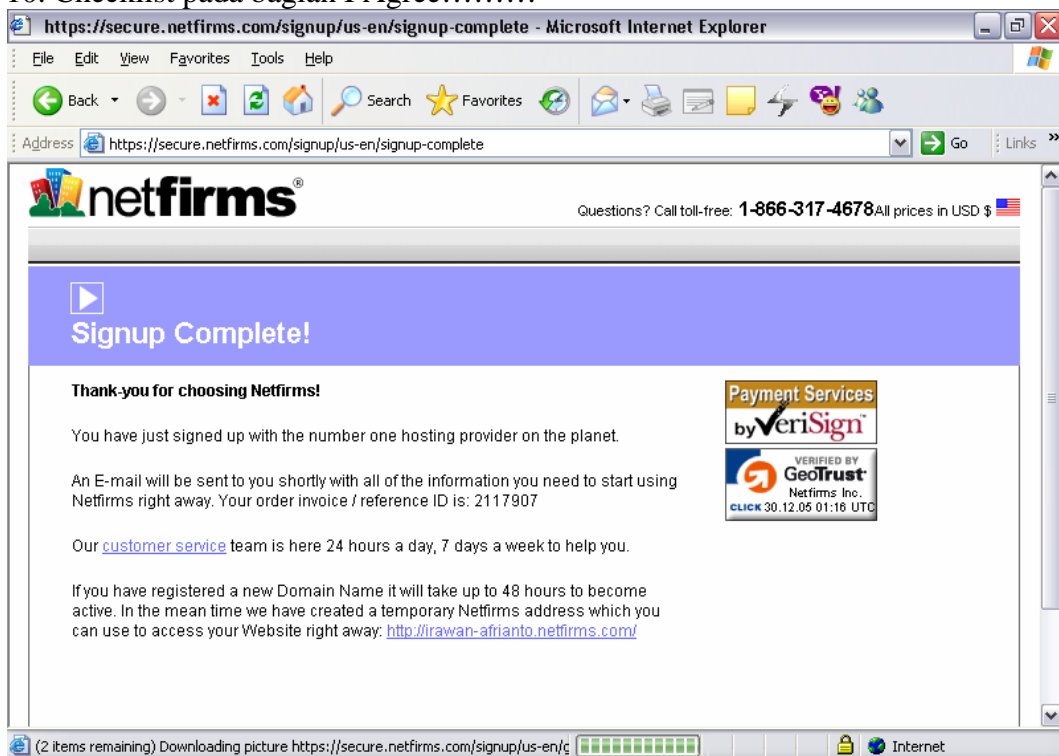 https://secure.netfirms.com/signup/us-en/signup-complete - Microsoft Internet Explorer
File Edit View Favorites Tools Help
Back Search Favorites
Address https://secure.netfirms.com/signup/us-en/signup-complete Go Links »
netfirms®
Questions? Call toll-free: 1-866-317-4678All prices in USD $
Signup Complete!
Thank-you for choosing Netfirms!
You have just signed up with the number one hosting provider on the planet.
An E-mail will be sent to you shortly with all of the information you need to start using
Netfirms right away. Your order invoice / reference ID is: 2117907
Our customer service team is here 24 hours a day, 7 days a week to help you.
If you have registered a new Domain Name it will take up to 48 hours to become
active. In the mean time we have created a temporary Netfirms address which you
can use to access your Website right away: http://irawan-afrianto.netfirms.com/
Payment Services
by VeriSign
VERIFIED BY
GeoTrust
Netfirms Inc.
CLICK 30.12.05 01:16 UTC
(2 items remaining) Downloading picture https://secure.netfirms.com/signup/us-en/g Internet